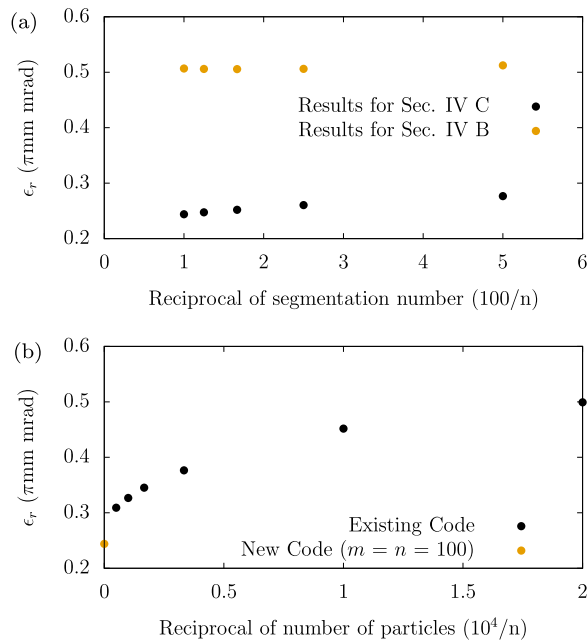 (a)
0.6
0.5
0.4
0.3
0.2
ϵr (πmm mrad)
Results for Sec. IV C
Results for Sec. IV B
0 1 2 3 4 5 6
Reciprocal of segmentation number (100/n)
(b)
0.6
0.5
0.4
0.3
0.2
ϵr (πmm mrad)
Existing Code
New Code (m = n = 100)
0 0.5 1 1.5 2
Reciprocal of number of particles (10⁴/n)